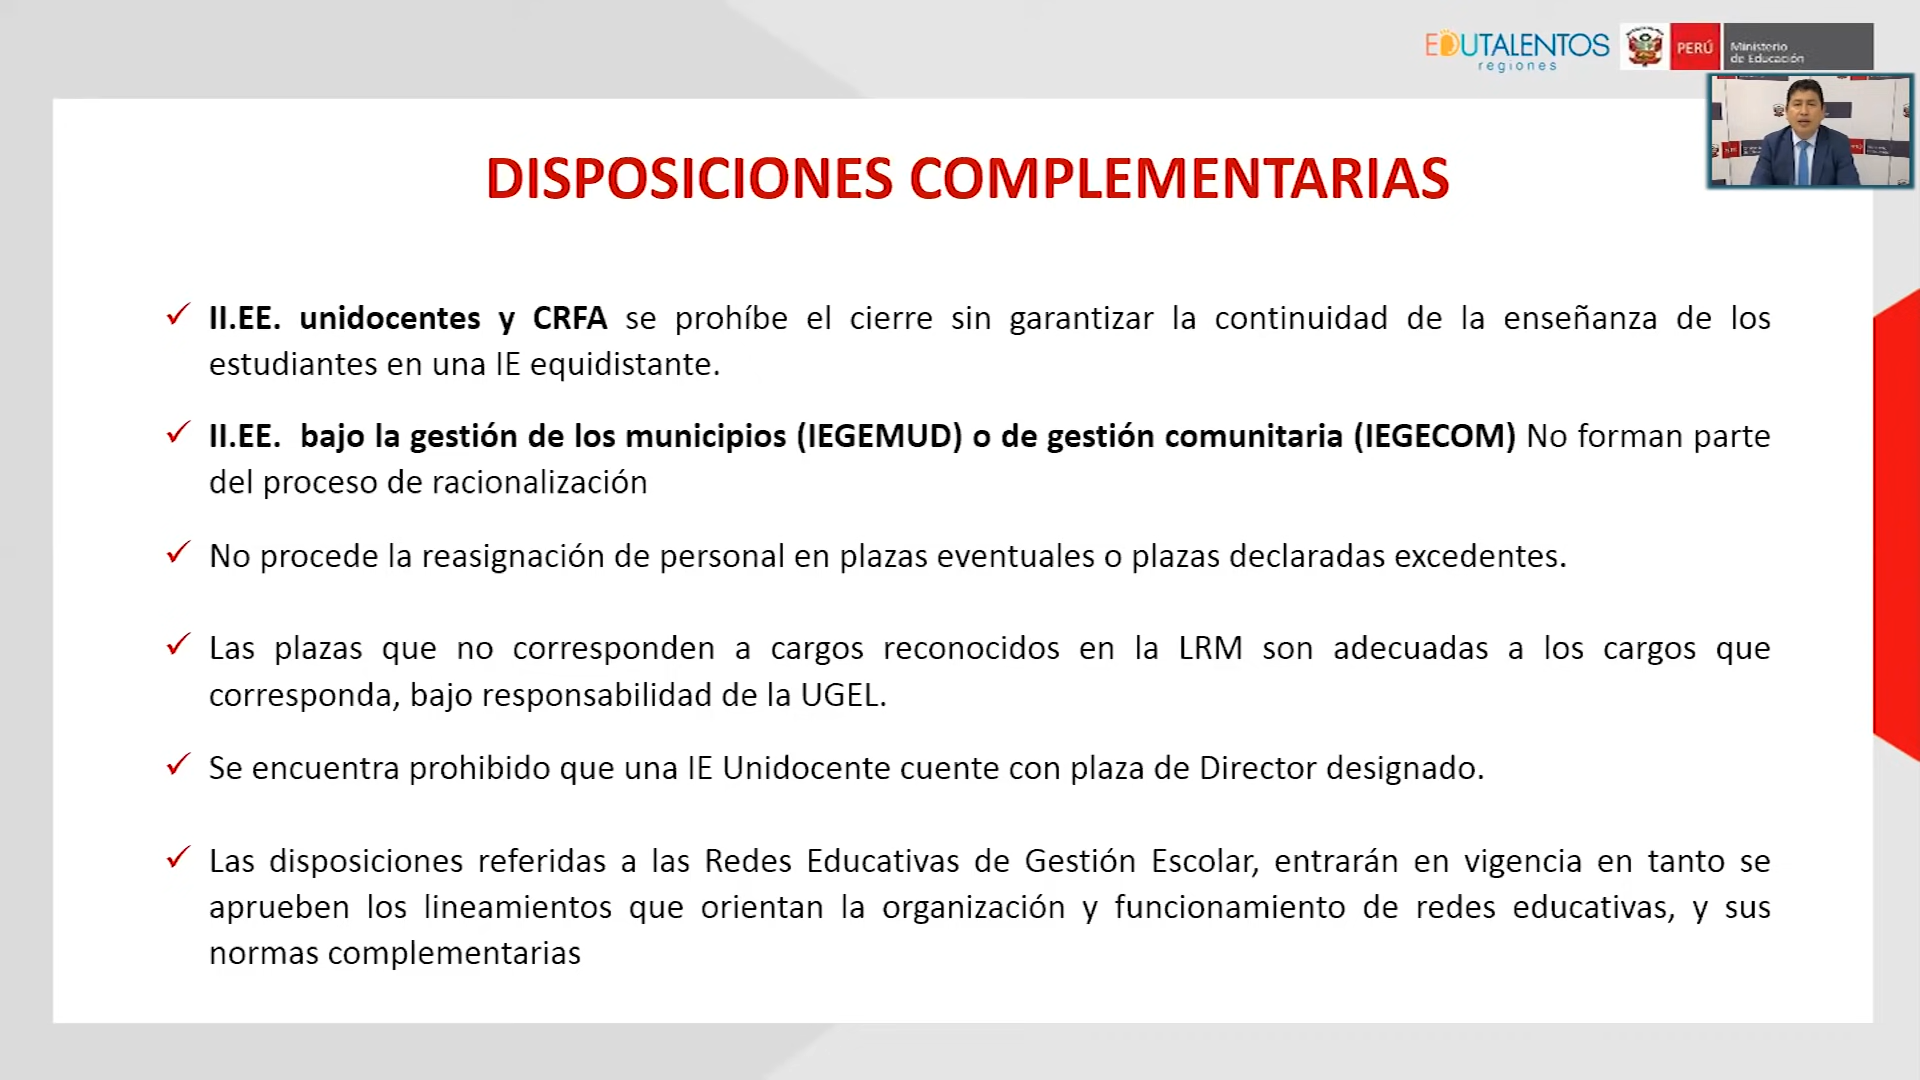 EDUTALENTOS
regiones
PERÚ
Ministerio
de Educación
DISPOSICIONES COMPLEMENTARIAS
✓ II.EE. unidocentes y CRFA se prohíbe el cierre sin garantizar la continuidad de la enseñanza de los
estudiantes en una IE equidistante.
✓ II.EE. bajo la gestión de los municipios (IEGEMUD) o de gestión comunitaria (IEGECOM) No forman parte
del proceso de racionalización
✓ No procede la reasignación de personal en plazas eventuales o plazas declaradas excedentes.
✓ Las plazas que no corresponden a cargos reconocidos en la LRM son adecuadas a los cargos que
corresponda, bajo responsabilidad de la UGEL.
✓ Se encuentra prohibido que una IE Unidocente cuente con plaza de Director designado.
✓ Las disposiciones referidas a las Redes Educativas de Gestión Escolar, entrarán en vigencia en tanto se
aprueben los lineamientos que orientan la organización y funcionamiento de redes educativas, y sus
normas complementarias